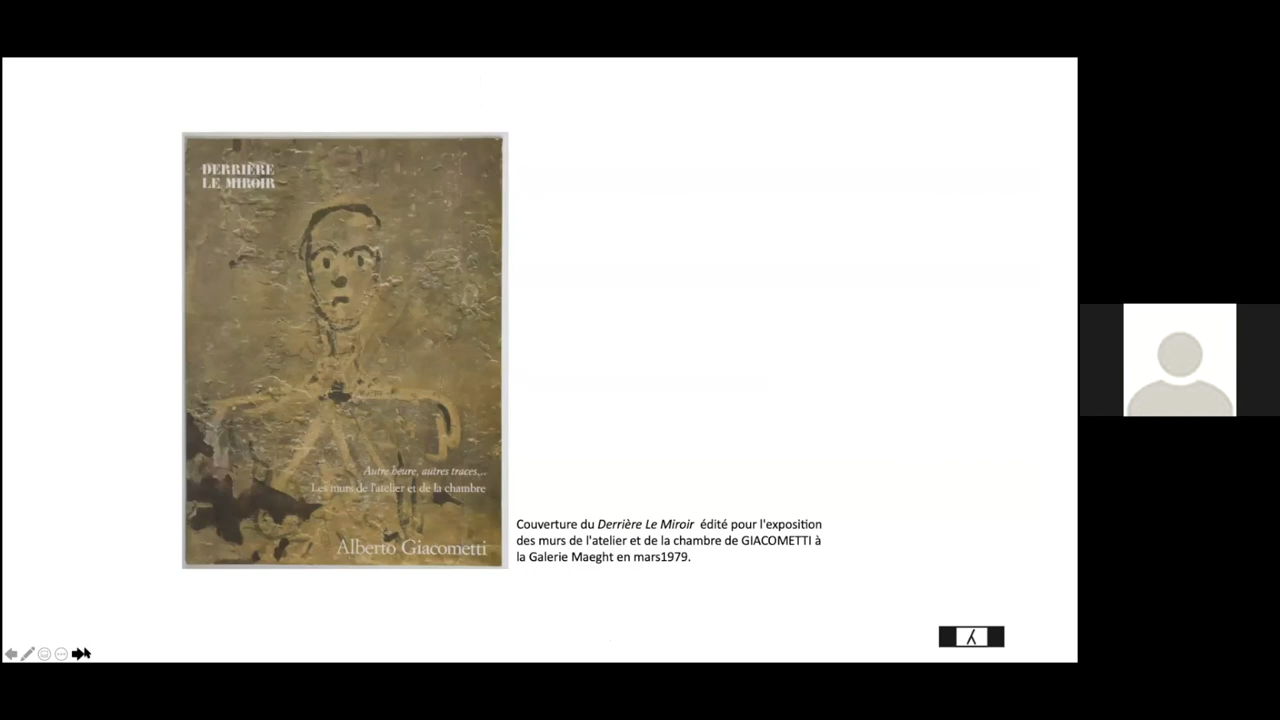 DERRIÈRE
LE MIROIR
Autre heure, autres traces...
Les murs de l'atelier et de la chambre
Alberto Giacometti
Couverture du Derrière Le Miroir édité pour l'exposition
des murs de l'atelier et de la chambre de GIACOMETTI à
la Galerie Maeght en mars1979.